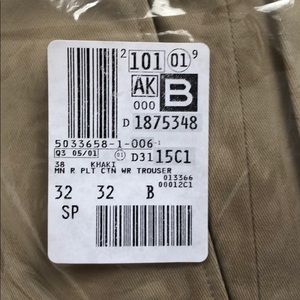 2 101 01 9
AK B
000
D 1875348
5033658-1-006-1
Q3 05/01 01 D31 15C1
38 KHAKI
MN R PLT CTN WR TROUSER
013366
00012C1
32 32 B
SP